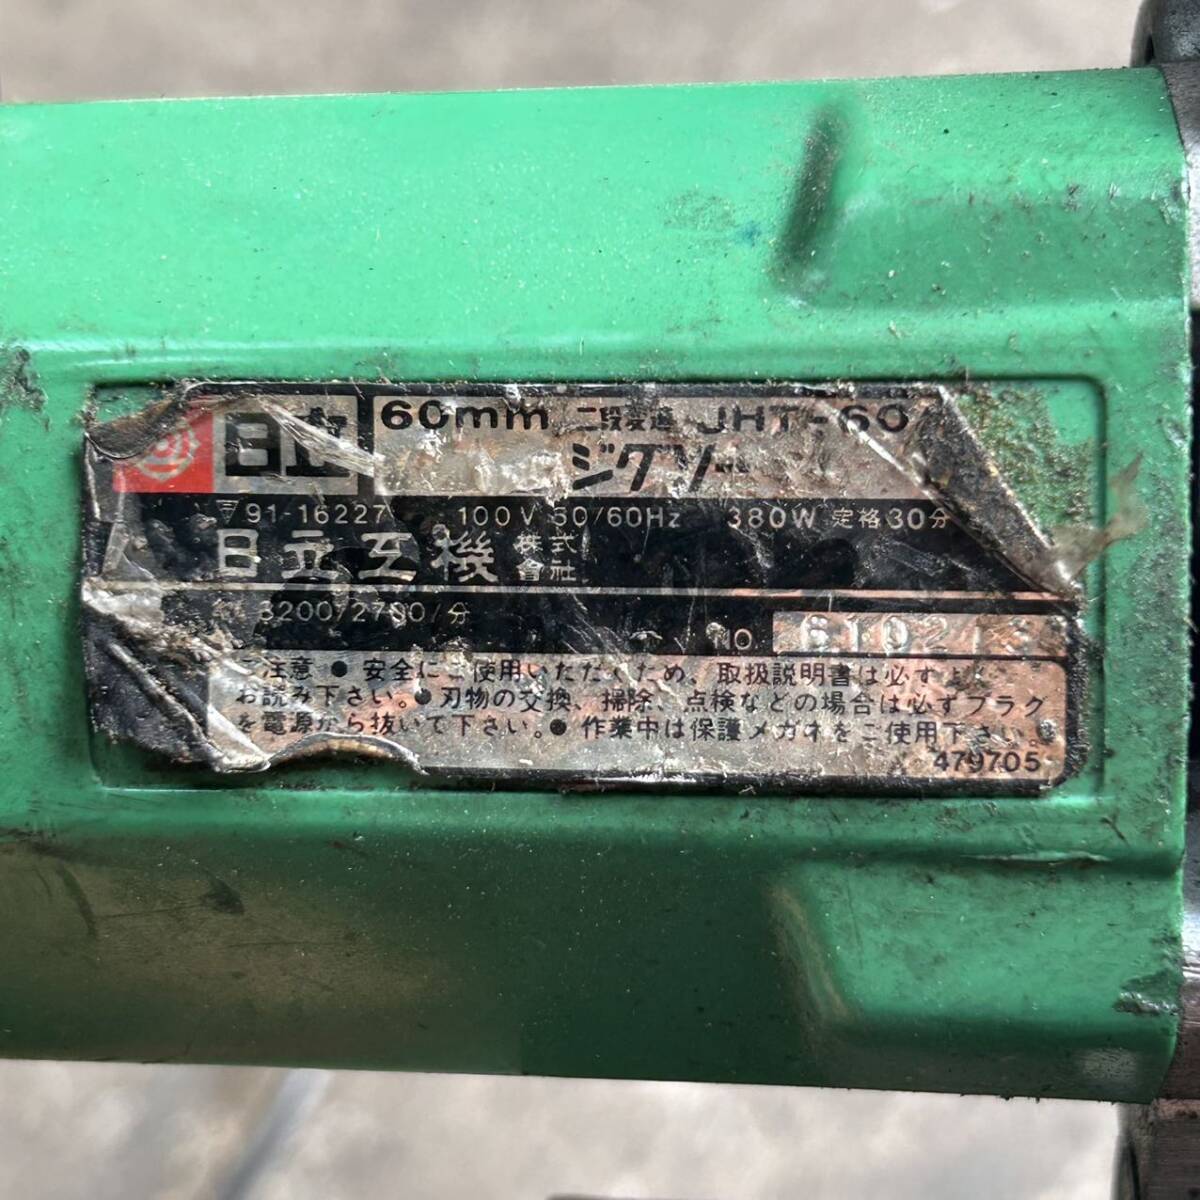 日立
60mm 二段変速 JHT-60
ジグソー
〒91-16227 100V 50/60Hz 380W 定格30分
日立工機 株式會社
3200/2700/分
NO. 610213
ご注意 ● 安全にご使用いただくため、取扱説明書は必ずよく
お読み下さい。● 刃物の交換、掃除、点検などの場合は必ずプラグ
を電源から抜いて下さい。● 作業中は保護メガネをご使用下さい。
479705